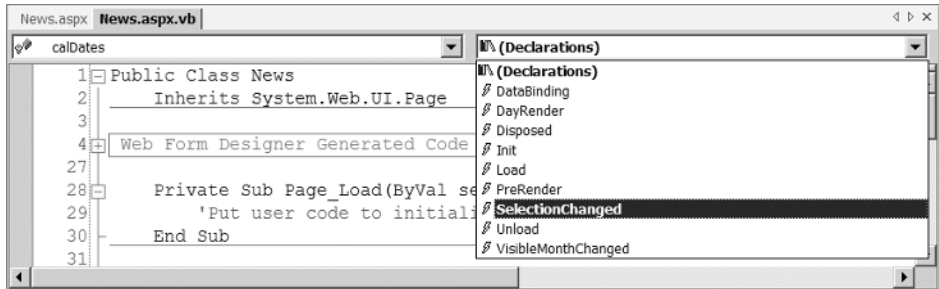 News.aspx News.aspx.vb
calDates
(Declarations)
(Declarations)
DataBinding
DayRender
Disposed
Init
Load
PreRender
SelectionChanged
Unload
VisibleMonthChanged
1 Public Class News
2 Inherits System.Web.UI.Page
3
4 Web Form Designer Generated Code
27
28 Private Sub Page_Load(ByVal se
29 'Put user code to initiali
30 End Sub
31